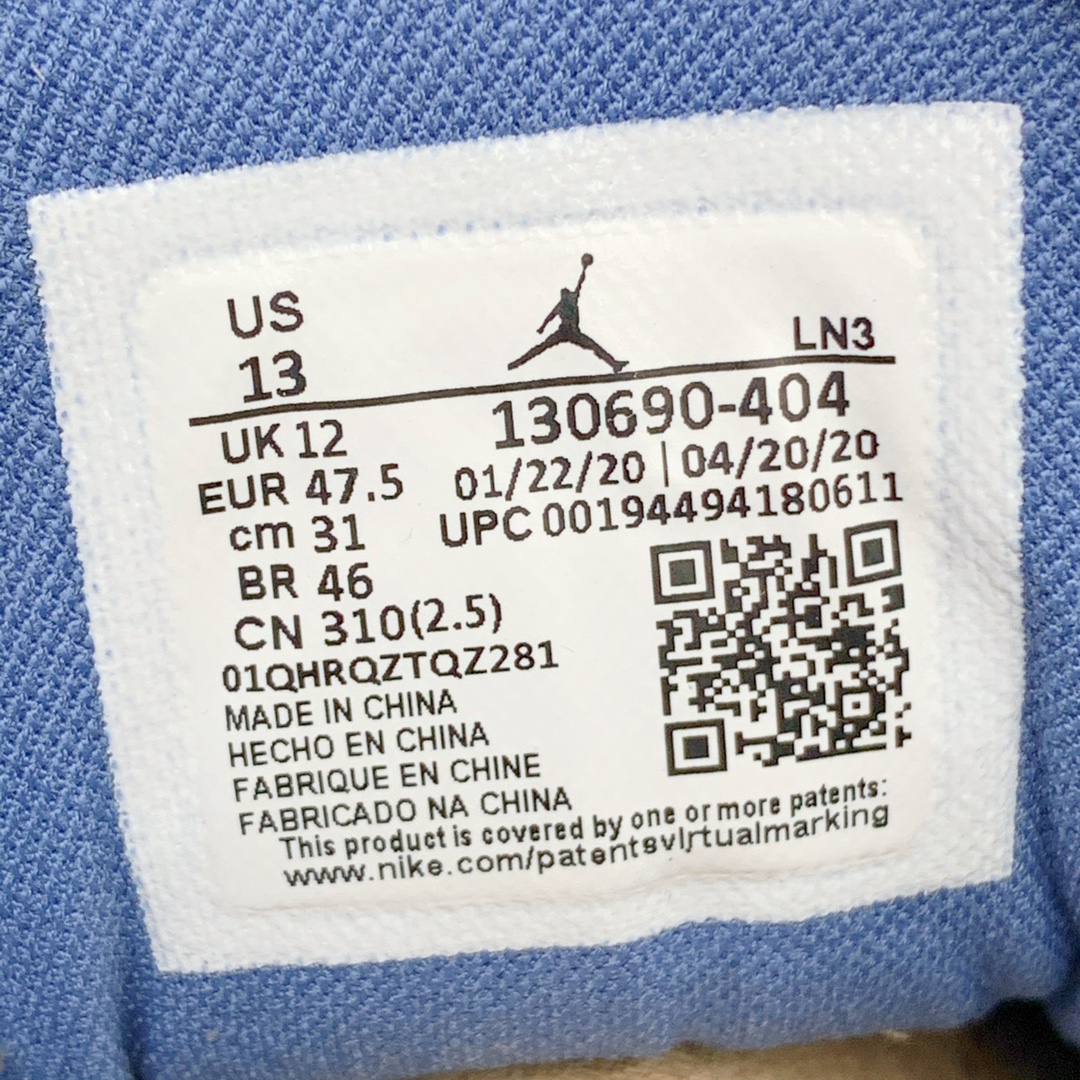 US
13
LN3
UK 12
130690-404
EUR 47.5
01/22/20 | 04/20/20
cm 31
UPC 00194494180611
BR 46
CN 310(2.5)
01QHRQZTQZ281
MADE IN CHINA
HECHO EN CHINA
FABRIQUE EN CHINE
FABRICADO NA CHINA
This product is covered by one or more patents:
www.nike.com/patentsvirtualmarking